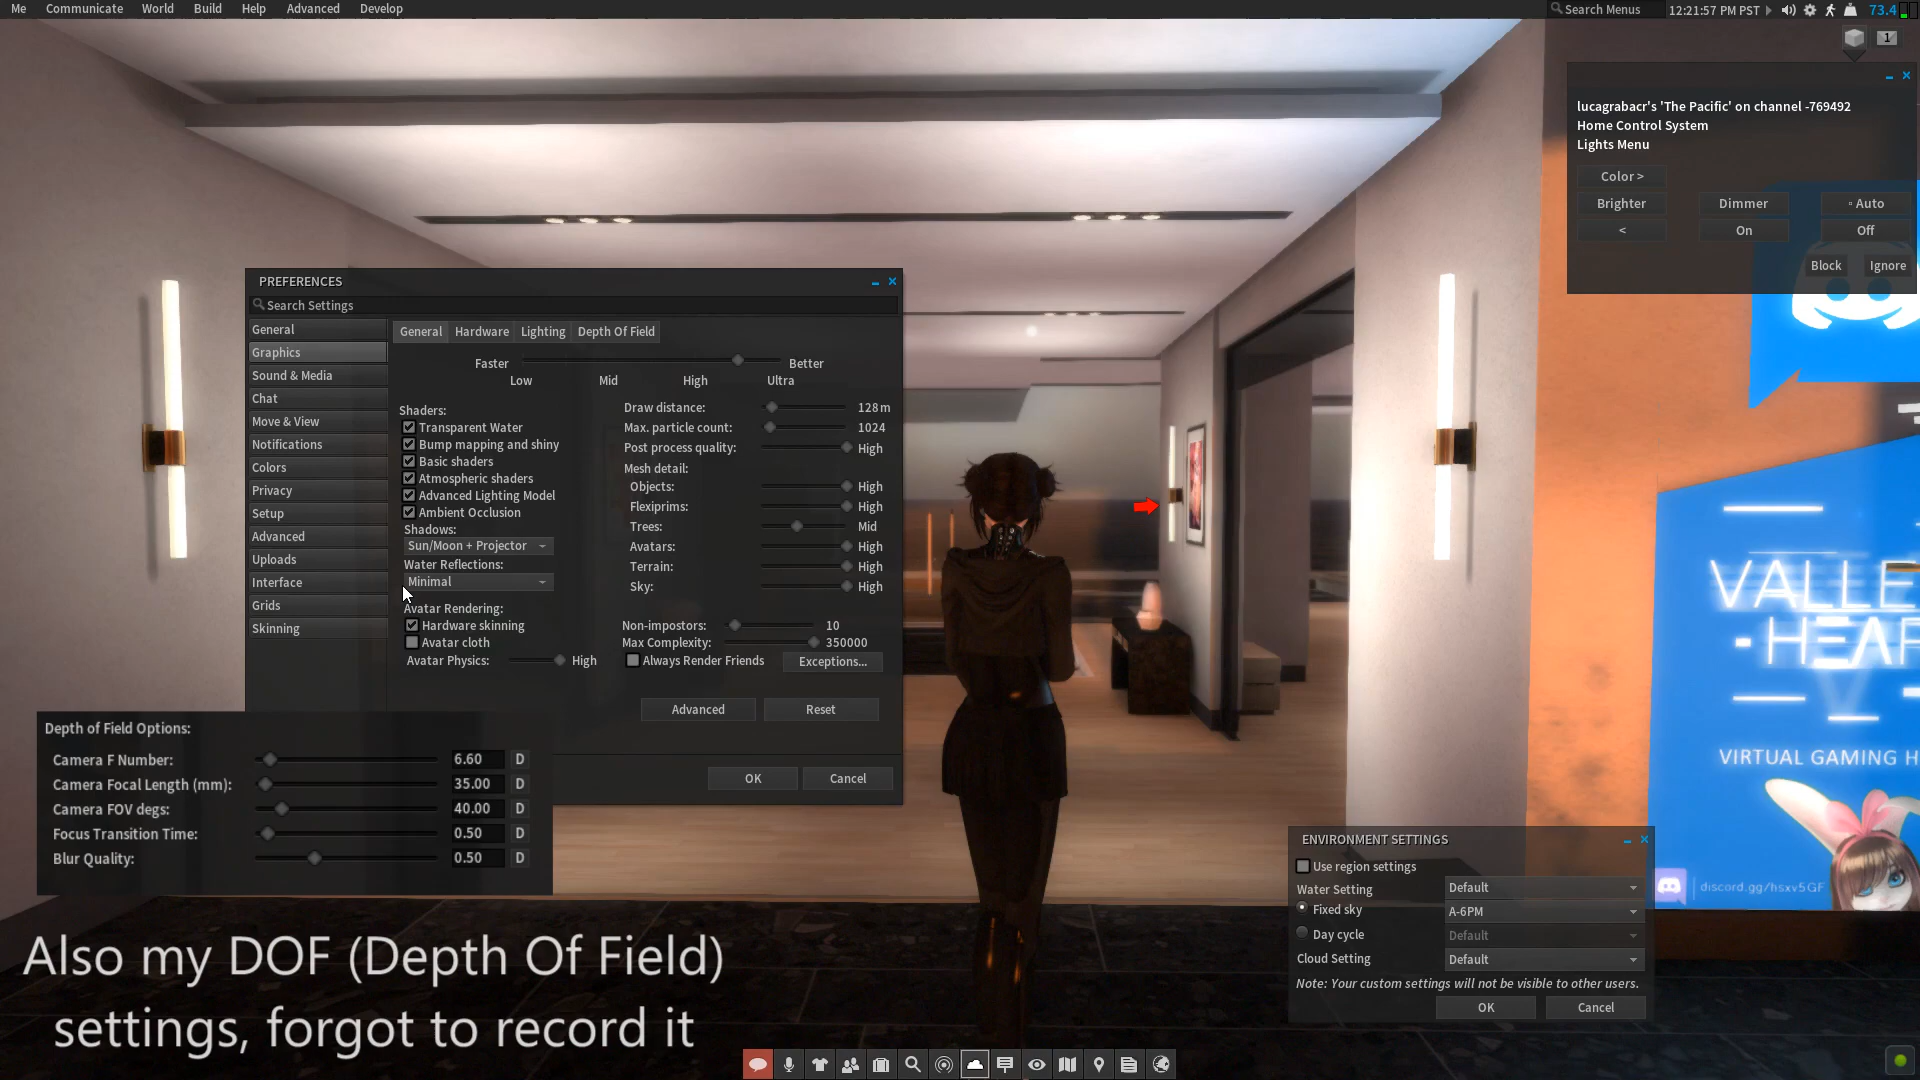 Me Communicate World Build Help Advanced Develop
Search Menus 12:21:57 PM PST 73.4
1
lucagrabacr's 'The Pacific' on channel -769492
Home Control System
Lights Menu
Color >
Brighter Dimmer ▫ Auto
< On Off
Block Ignore
PREFERENCES
Search Settings
General
Graphics
Sound & Media
Chat
Move & View
Notifications
Colors
Privacy
Setup
Advanced
Uploads
Interface
Grids
Skinning
General Hardware Lighting Depth Of Field
Faster Better
Low Mid High Ultra
Shaders:
Transparent Water
Bump mapping and shiny
Basic shaders
Atmospheric shaders
Advanced Lighting Model
Ambient Occlusion
Shadows:
Sun/Moon + Projector
Water Reflections:
Minimal
Avatar Rendering:
Hardware skinning
Avatar cloth
Avatar Physics: High
Draw distance: 128 m
Max. particle count: 1024
Post process quality: High
Mesh detail:
Objects: High
Flexiprims: High
Trees: Mid
Avatars: High
Terrain: High
Sky: High
Non-impostors: 10
Max Complexity: 350000
Always Render Friends Exceptions...
Advanced Reset
OK Cancel
Depth of Field Options:
Camera F Number: 6.60 D
Camera Focal Length (mm): 35.00 D
Camera FOV degs: 40.00 D
Focus Transition Time: 0.50 D
Blur Quality: 0.50 D
Also my DOF (Depth Of Field)
settings, forgot to record it
VALLE
- HEAR
VIRTUAL GAMING H
discord.gg/hsxv5GF
ENVIRONMENT SETTINGS
Use region settings
Water Setting Default
Fixed sky A-6PM
Day cycle Default
Cloud Setting Default
Note: Your custom settings will not be visible to other users.
OK Cancel